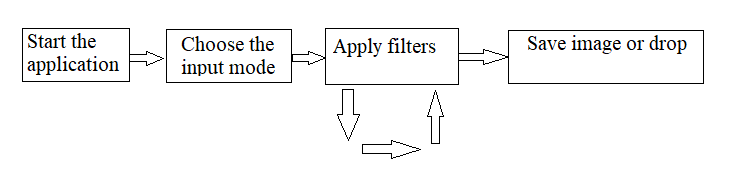 Start the
application
Choose the
input mode
Apply filters
Save image or drop